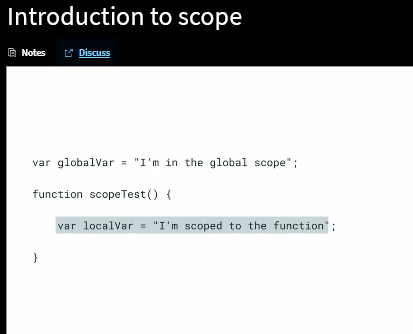 Introduction to scope
Notes Discuss
var globalVar = "I'm in the global scope";
function scopeTest() {
var localVar = "I'm scoped to the function";
}